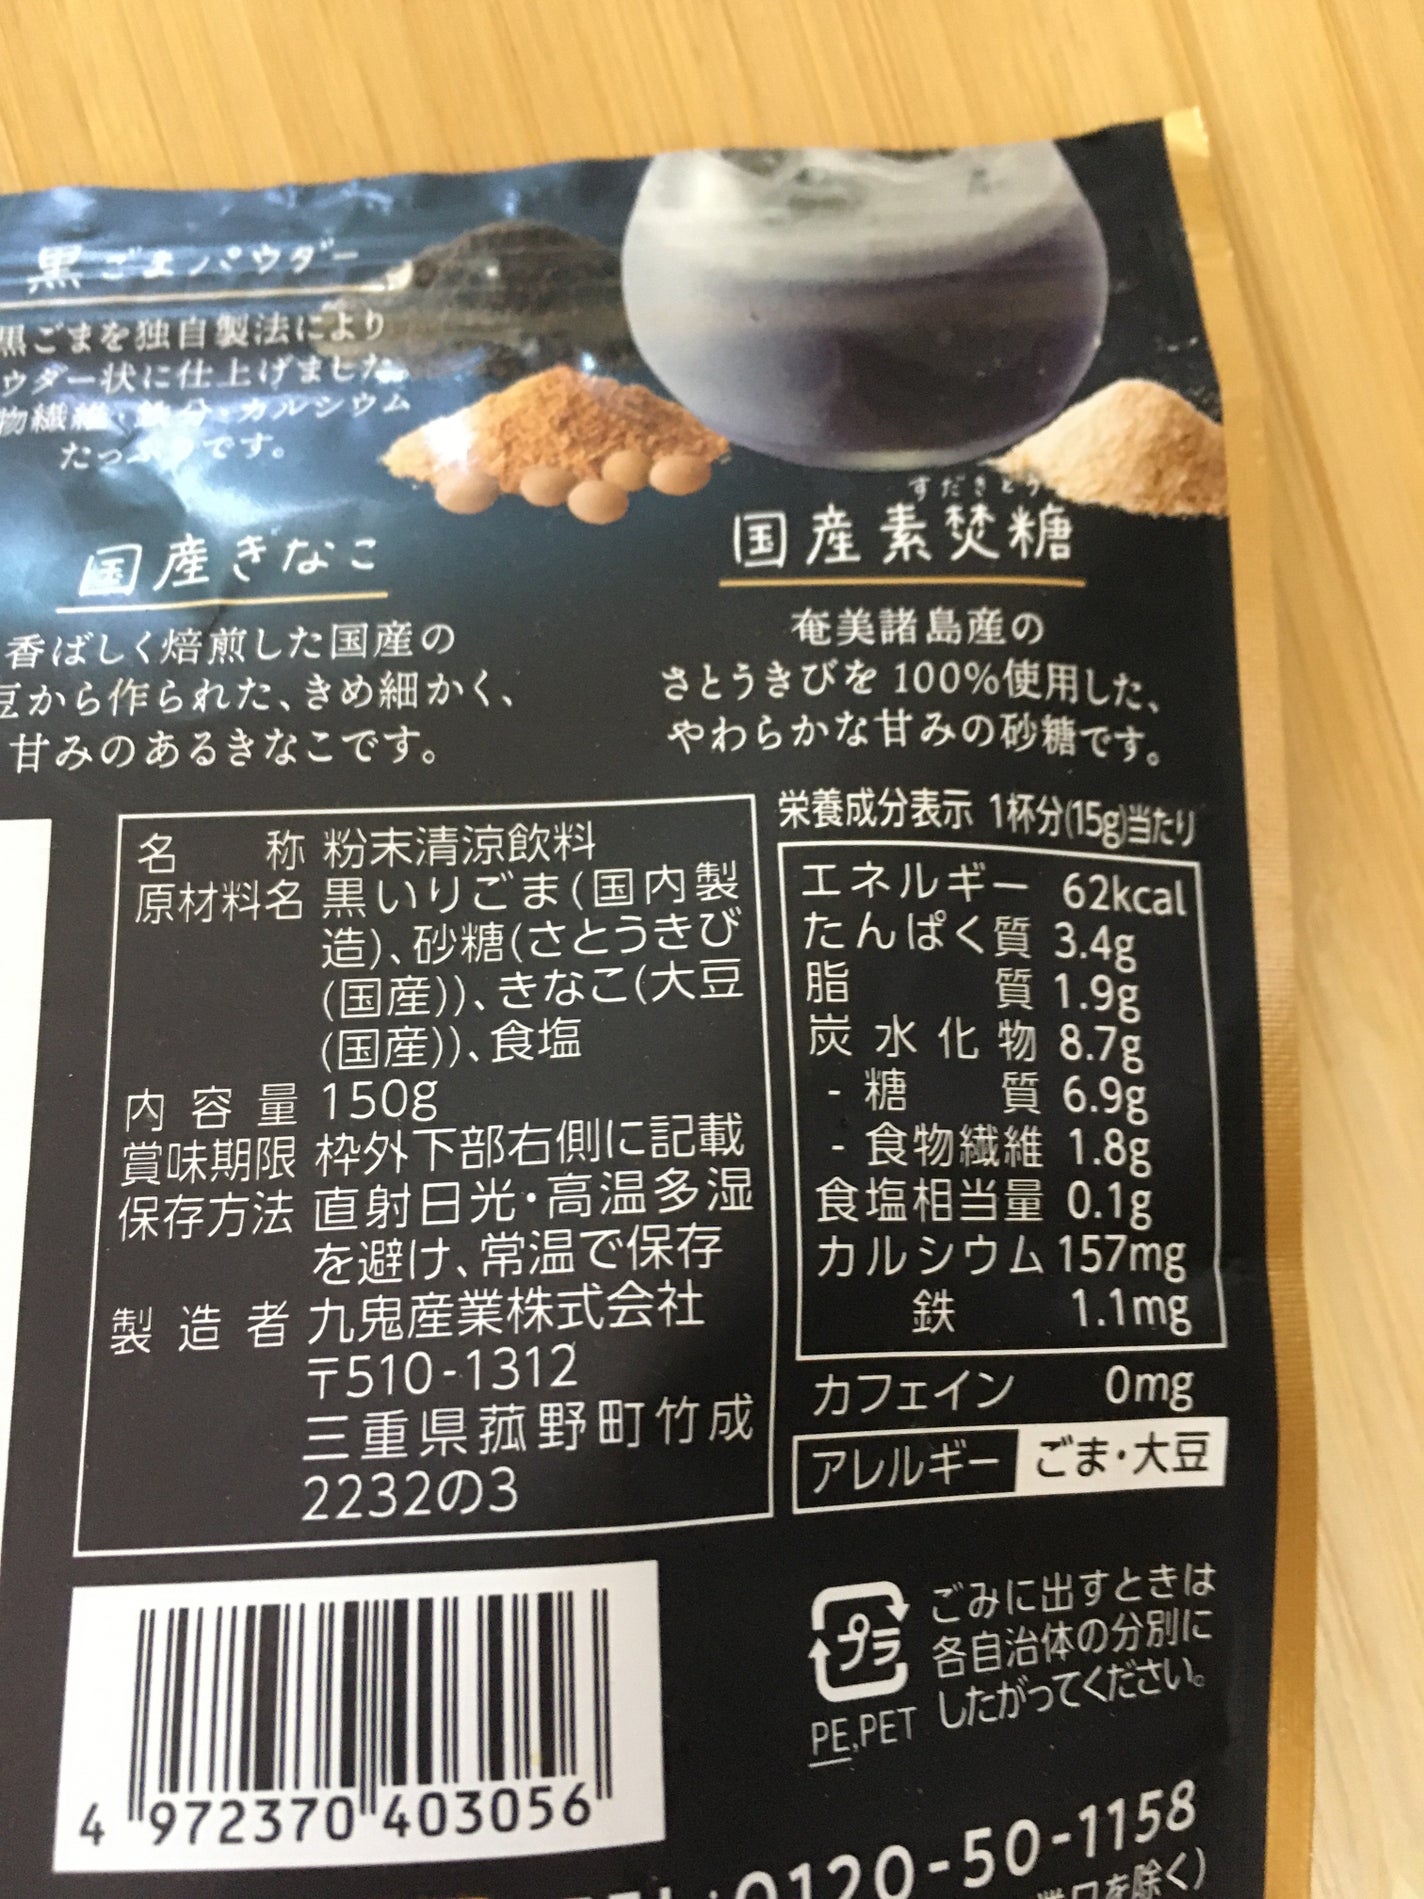 黒ごまパウダー
黒ごまを独自製法により
ウダー状に仕上げました。
物繊維・鉄分・カルシウム
たっぷりです。
国産きなこ
香ばしく焙煎した国産の
豆から作られた、きめ細かく、
甘みのあるきなこです。
すだきとう
国産素焚糖
奄美諸島産の
さとうきびを100%使用した、
やわらかな甘みの砂糖です。
名称 粉末清涼飲料
原材料名 黒いりごま(国内製
造)、砂糖(さとうきび
(国産))、きなこ(大豆
(国産))、食塩
内容量 150g
賞味期限 枠外下部右側に記載
保存方法 直射日光・高温多湿
を避け、常温で保存
製造者 九鬼産業株式会社
〒510-1312
三重県菰野町竹成
2232の3
栄養成分表示 1杯分(15g)当たり
エネルギー 62kcal
たんぱく質 3.4g
脂質 1.9g
炭水化物 8.7g
-糖質 6.9g
-食物繊維 1.8g
食塩相当量 0.1g
カルシウム 157mg
鉄 1.1mg
カフェイン 0mg
アレルギー ごま・大豆
4 972370 403056
プラ
PE,PET
ごみに出すときは
各自治体の分別に
したがってください。
0120-50-1158
を除く)